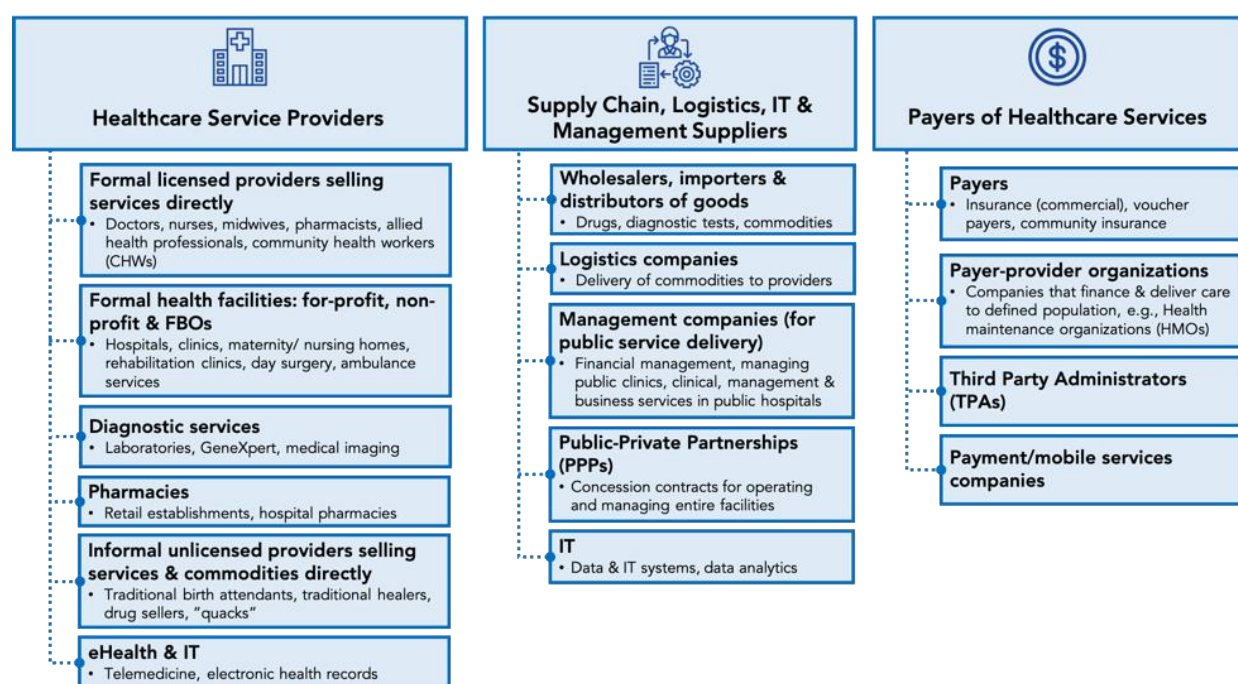 Healthcare Service Providers
Formal licensed providers selling
services directly
• Doctors, nurses, midwives, pharmacists, allied
health professionals, community health workers
(CHWs)
Formal health facilities: for-profit, non-
profit & FBOs
• Hospitals, clinics, maternity/ nursing homes,
rehabilitation clinics, day surgery, ambulance
services
Diagnostic services
• Laboratories, GeneXpert, medical imaging
Pharmacies
• Retail establishments, hospital pharmacies
Informal unlicensed providers selling
services & commodities directly
• Traditional birth attendants, traditional healers,
drug sellers, "quacks"
eHealth & IT
• Telemedicine, electronic health records
Supply Chain, Logistics, IT &
Management Suppliers
Wholesalers, importers &
distributors of goods
• Drugs, diagnostic tests, commodities
Logistics companies
• Delivery of commodities to providers
Management companies (for
public service delivery)
• Financial management, managing
public clinics, clinical, management &
business services in public hospitals
Public-Private Partnerships
(PPPs)
• Concession contracts for operating
and managing entire facilities
IT
• Data & IT systems, data analytics
$
Payers of Healthcare Services
Payers
• Insurance (commercial), voucher
payers, community insurance
Payer-provider organizations
• Companies that finance & deliver care
to defined population, e.g., Health
maintenance organizations (HMOs)
Third Party Administrators
(TPAs)
Payment/mobile services
companies